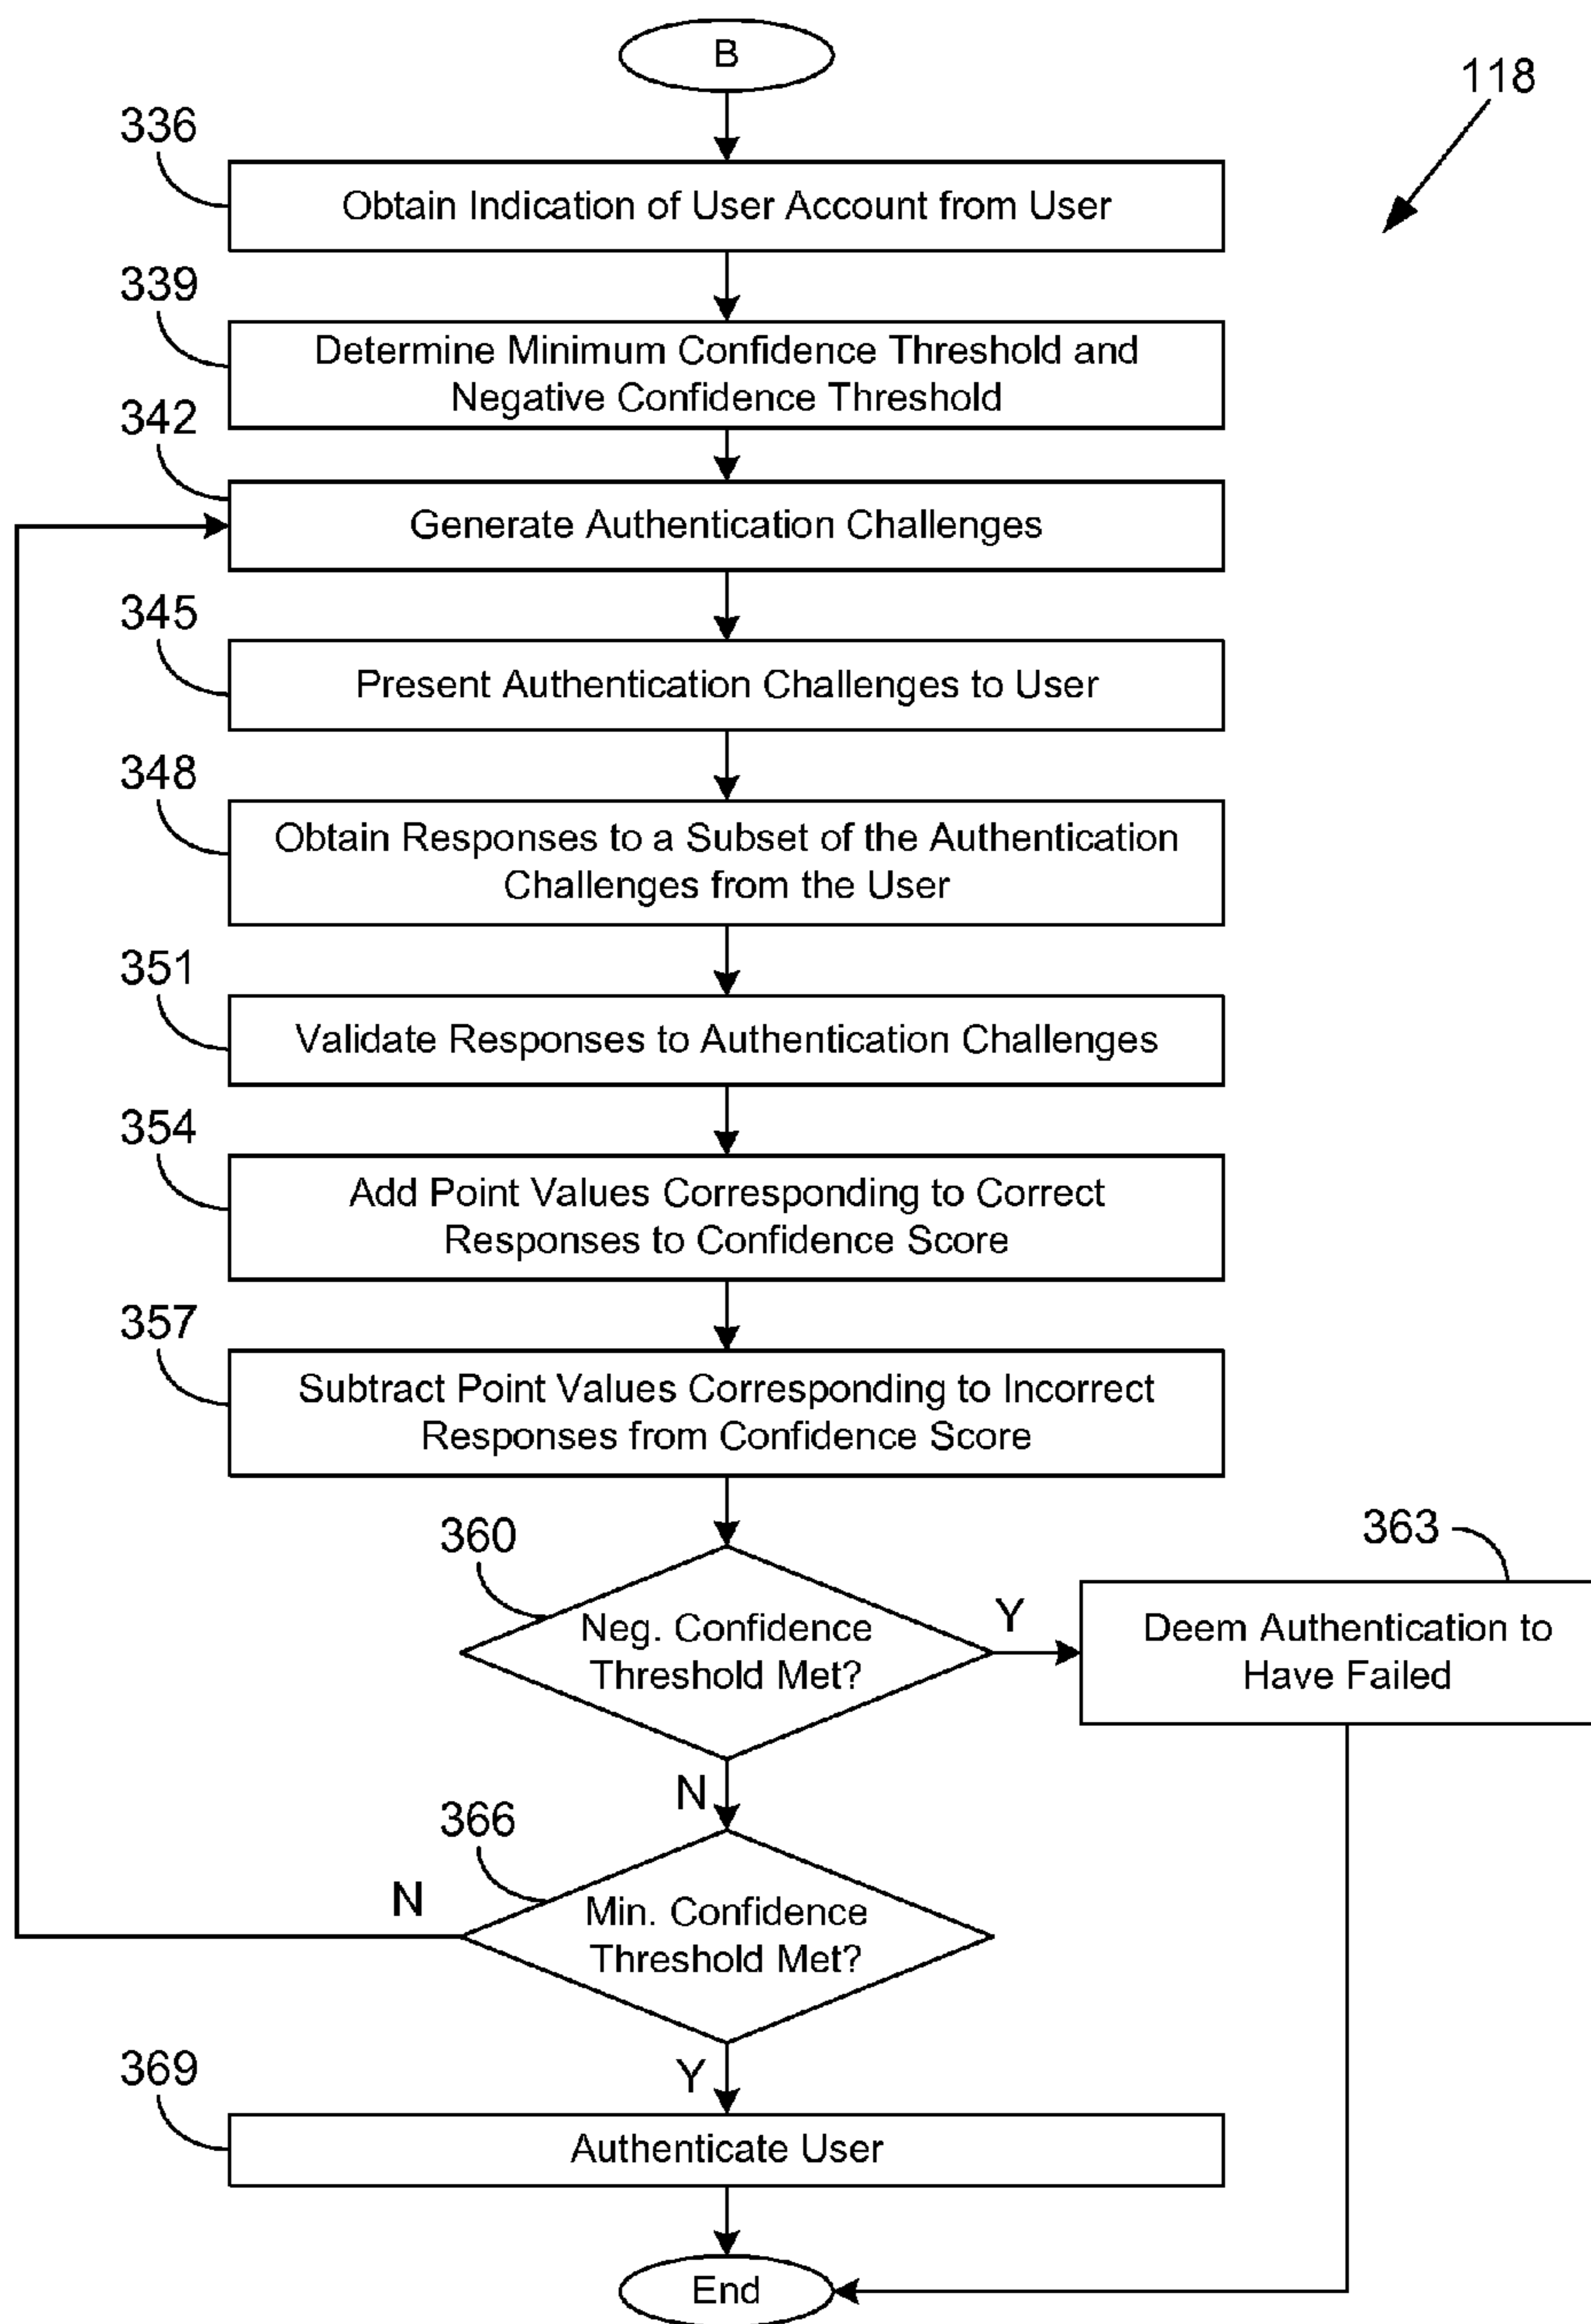 B
118
336
Obtain Indication of User Account from User
339
Determine Minimum Confidence Threshold and
Negative Confidence Threshold
342
Generate Authentication Challenges
345
Present Authentication Challenges to User
348
Obtain Responses to a Subset of the Authentication
Challenges from the User
351
Validate Responses to Authentication Challenges
354
Add Point Values Corresponding to Correct
Responses to Confidence Score
357
Subtract Point Values Corresponding to Incorrect
Responses from Confidence Score
360
Neg. Confidence
Threshold Met?
Y
363
Deem Authentication to
Have Failed
N
366
Min. Confidence
Threshold Met?
N
Y
369
Authenticate User
End